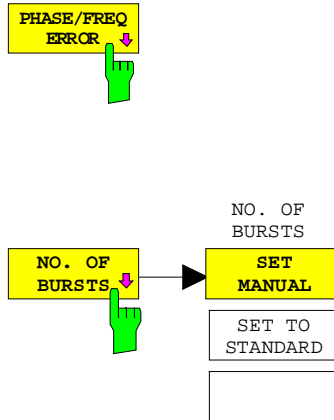 PHASE/FREQ
ERROR
NO. OF
BURSTS
NO. OF
BURSTS
SET
MANUAL
SET TO
STANDARD